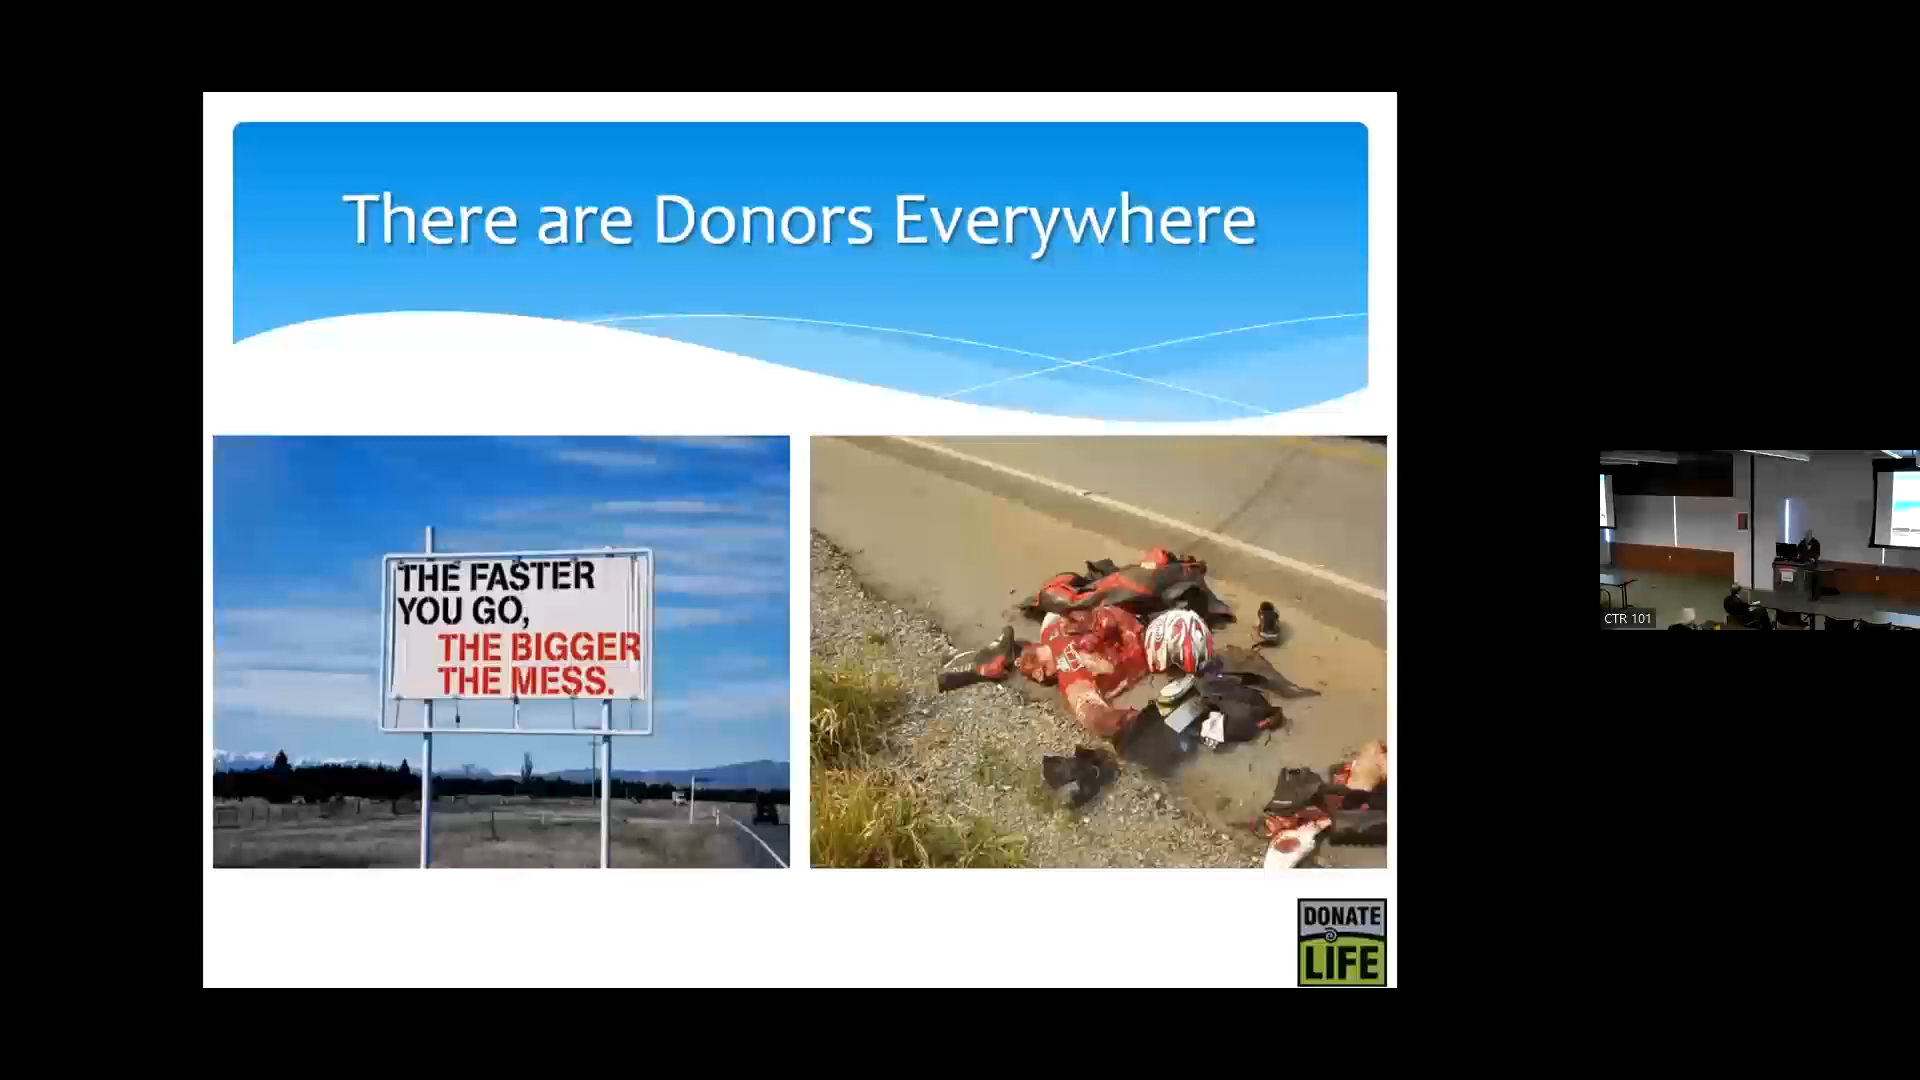 There are Donors Everywhere
THE FASTER
YOU GO,
THE BIGGER
THE MESS.
DONATE
LIFE
CTR 101